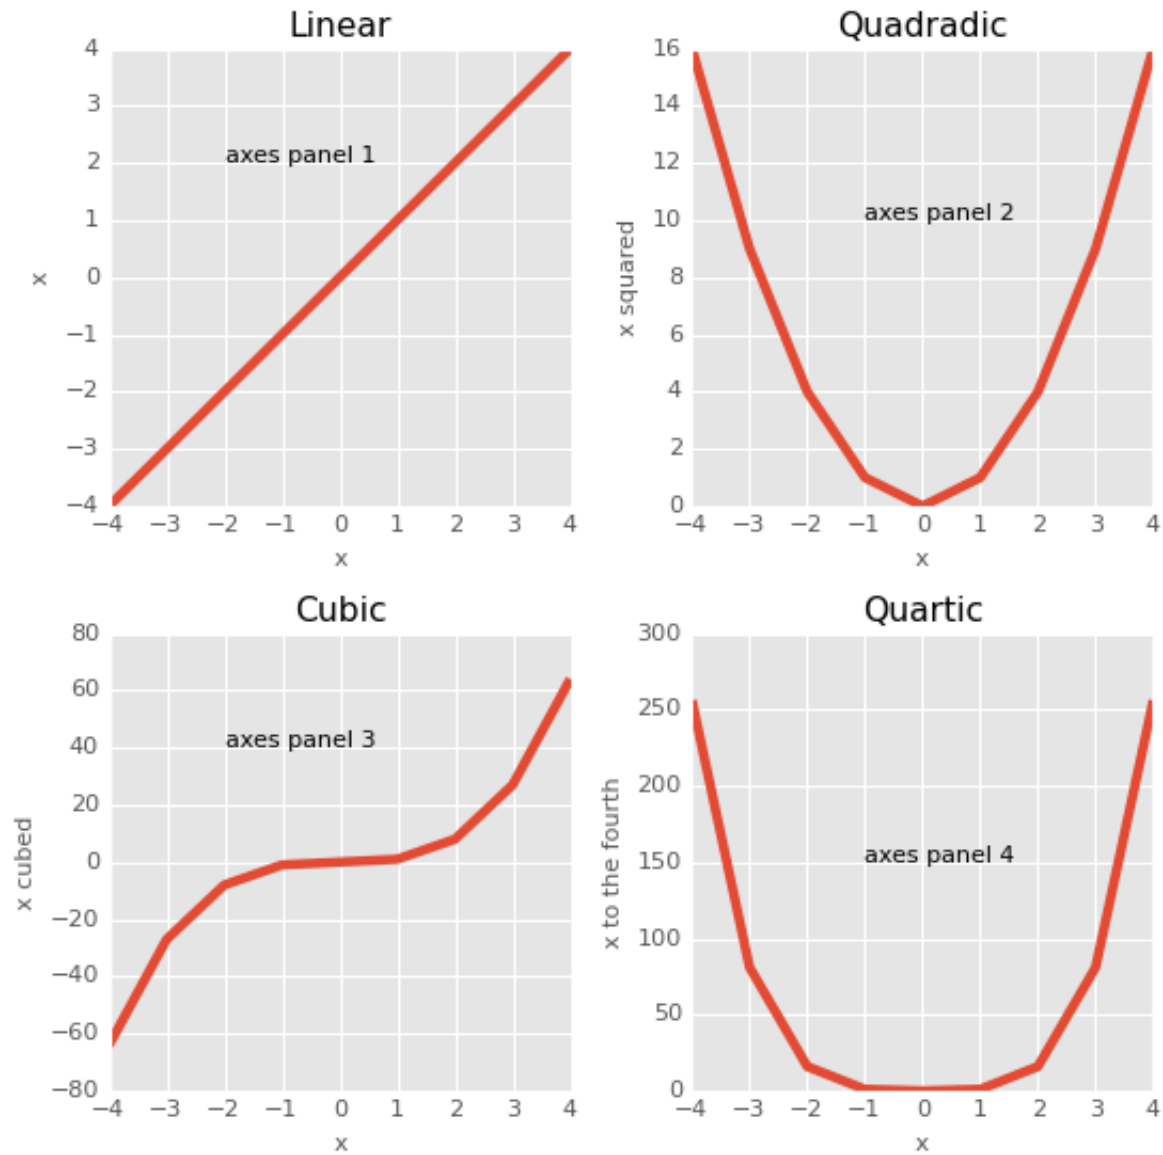 Linear
4
3
2
1
0
−1
−2
−3
−4
x
axes panel 1
−4 −3 −2 −1 0 1 2 3 4
x
Quadradic
16
14
12
10
8
6
4
2
0
x squared
axes panel 2
−4 −3 −2 −1 0 1 2 3 4
x
Cubic
80
60
40
20
0
−20
−40
−60
−80
x cubed
axes panel 3
−4 −3 −2 −1 0 1 2 3 4
x
Quartic
300
250
200
150
100
50
0
x to the fourth
axes panel 4
−4 −3 −2 −1 0 1 2 3 4
x